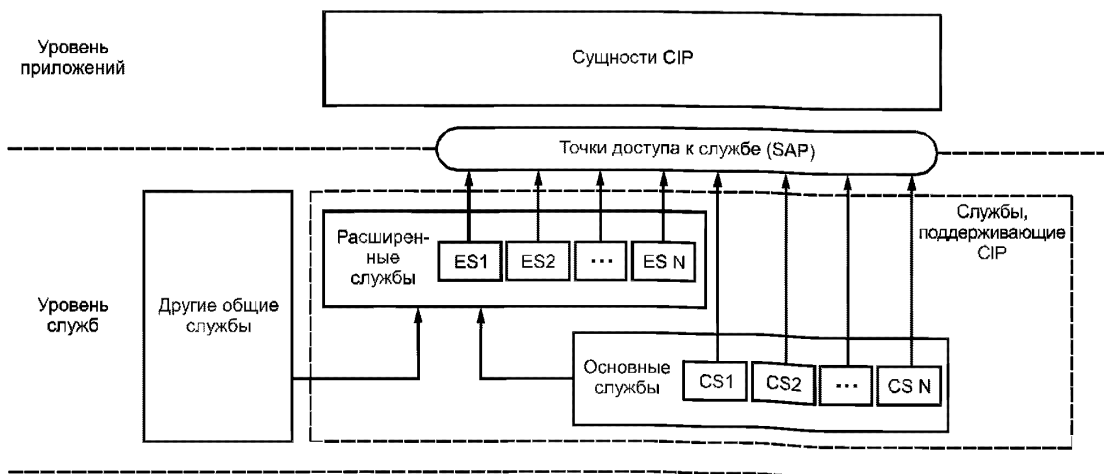 Уровень
приложений
Сущности CIP
Точки доступа к службе (SAP)
Службы,
поддерживающие
CIP
Расширен-
ные
службы
ES1
ES2
...
ES N
Уровень
служб
Другие общие
службы
Основные
службы
CS1
CS2
...
CS N